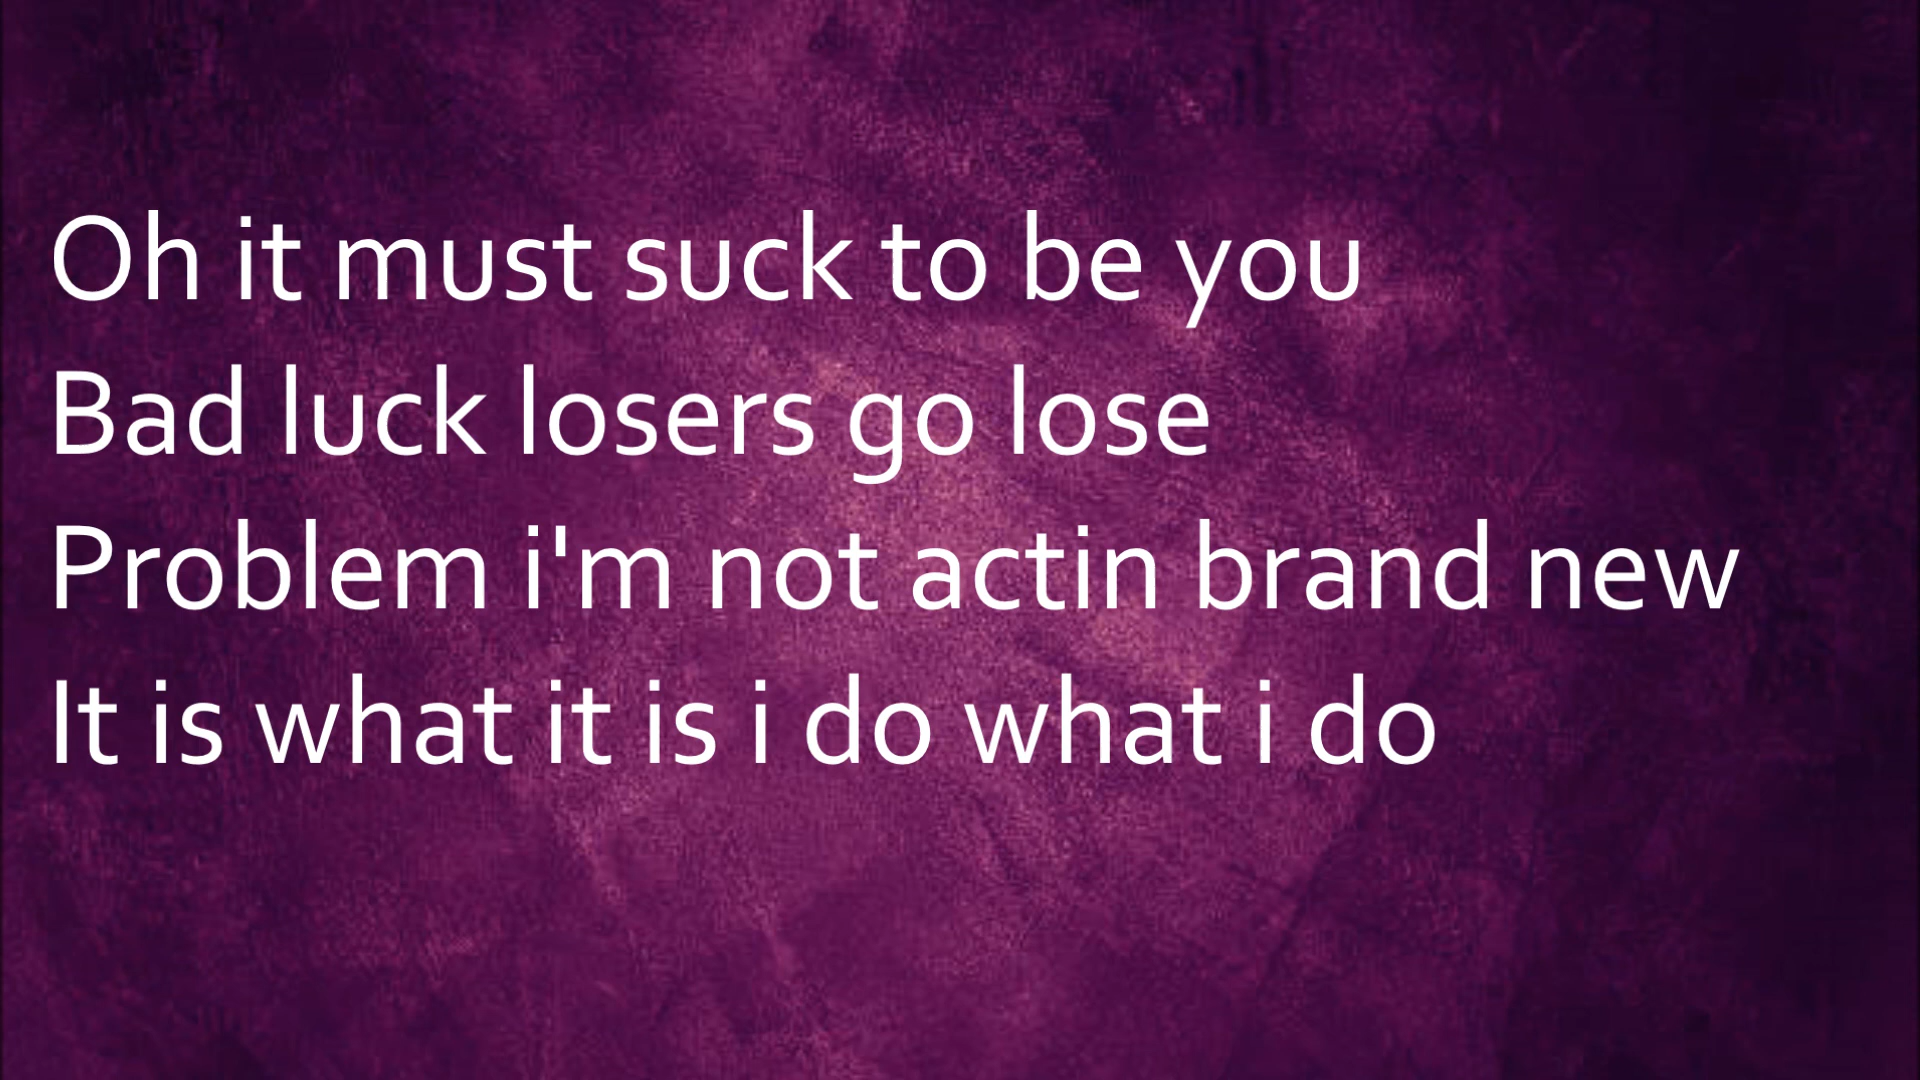 Oh it must suck to be you
Bad luck losers go lose
Problem i'm not actin brand new
It is what it is i do what i do